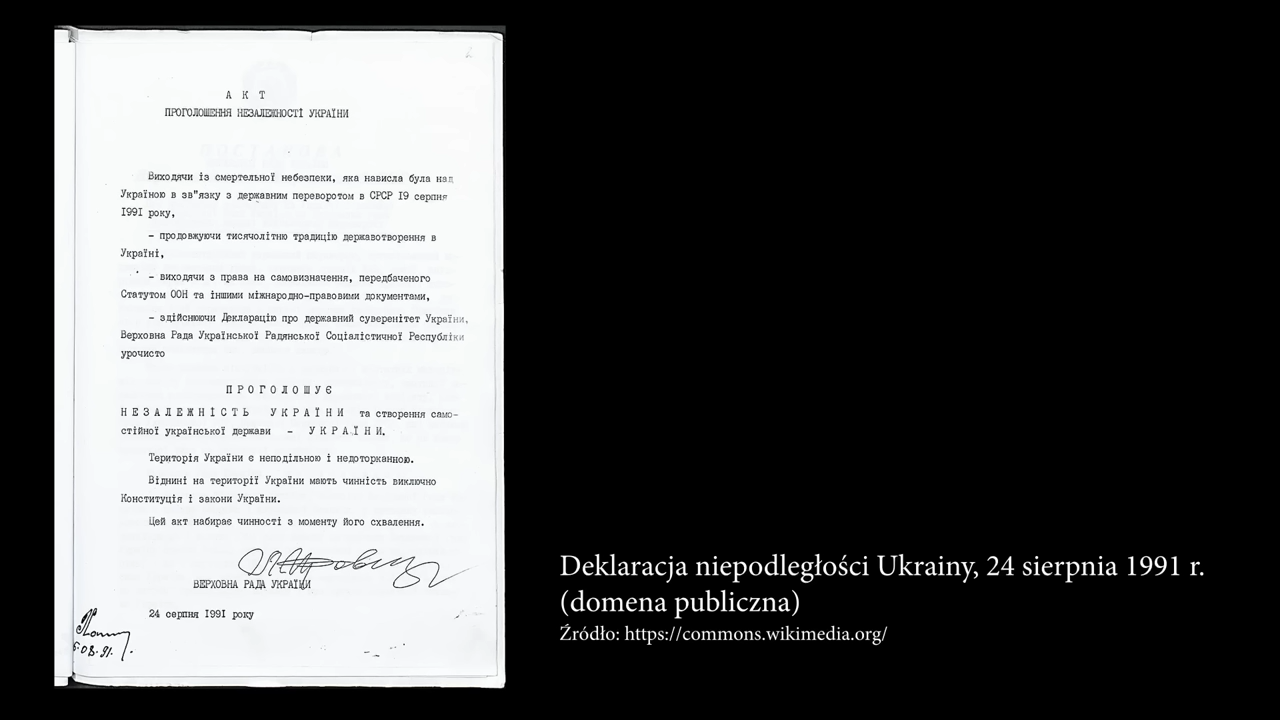 А К Т
ПРОГОЛОШЕННЯ НЕЗАЛЕЖНОСТІ УКРАЇНИ
Виходячи із смертельної небезпеки, яка нависла була над
Україною в зв"язку з державним переворотом в СРСР 19 серпня
1991 року,
– продовжуючи тисячолітню традицію державотворення в
Україні,
– виходячи з права на самовизначення, передбаченого
Статутом ООН та іншими міжнародно-правовими документами,
– здійснюючи Декларацію про державний суверенітет України,
Верховна Рада Української Радянської Соціалістичної Республіки
урочисто
П Р О Г О Л О Ш У Є
Н Е З А Л Е Ж Н І С Т Ь У К Р А Ї Н И та створення само-
стійної української держави – У К Р А Ї Н И.
Територія України є неподільною і недоторканною.
Віднині на території України мають чинність виключно
Конституція і закони України.
Цей акт набирає чинності з моменту його схвалення.
ВЕРХОВНА РАДА УКРАЇНИ
24 серпня 1991 року
Deklaracja niepodległości Ukrainy, 24 sierpnia 1991 r.
(domena publiczna)
Źródło: https://commons.wikimedia.org/